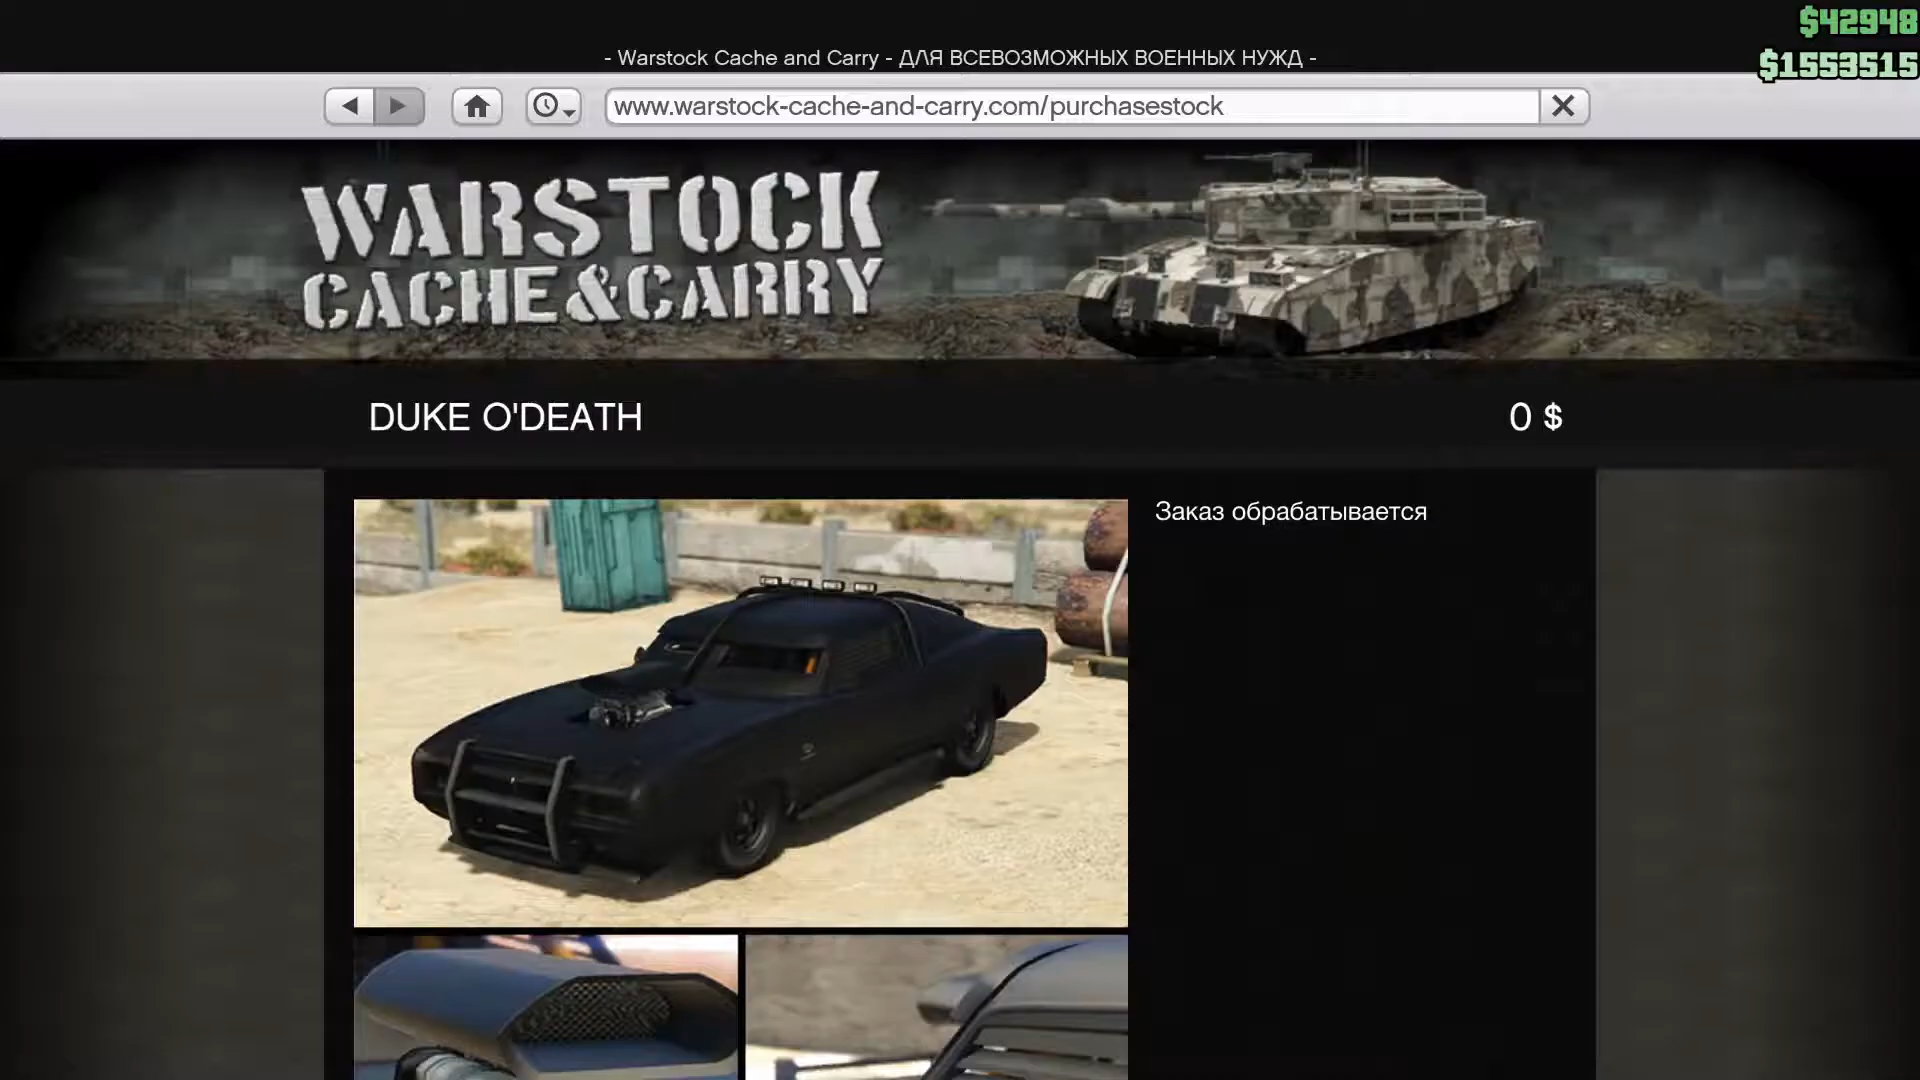 $42948
- Warstock Cache and Carry - ДЛЯ ВСЕВОЗМОЖНЫХ ВОЕННЫХ НУЖД -
$1553515
www.warstock-cache-and-carry.com/purchasestock
WARSTOCK
CACHE&CARRY
DUKE O'DEATH
0 $
Заказ обрабатывается